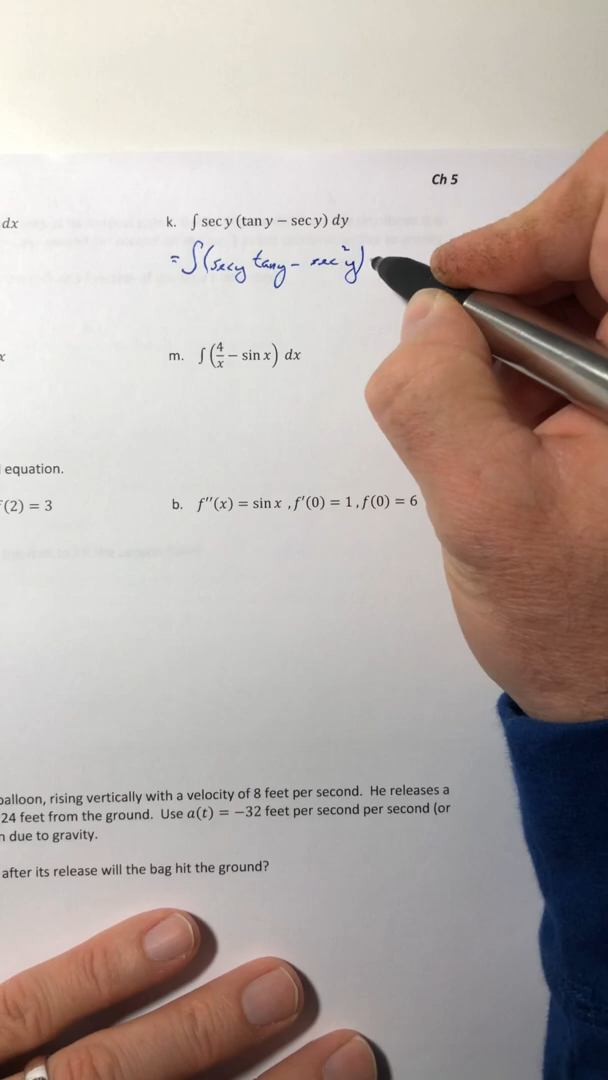 Ch 5
dx
k. ∫ sec y (tan y − sec y) dy
= ∫(secy tany − sec²y)
x
m. ∫(4/x − sin x) dx
equation.
(2) = 3
b. f''(x) = sin x , f'(0) = 1 , f(0) = 6
balloon, rising vertically with a velocity of 8 feet per second. He releases a
24 feet from the ground. Use a(t) = −32 feet per second per second (or
due to gravity.
after its release will the bag hit the ground?